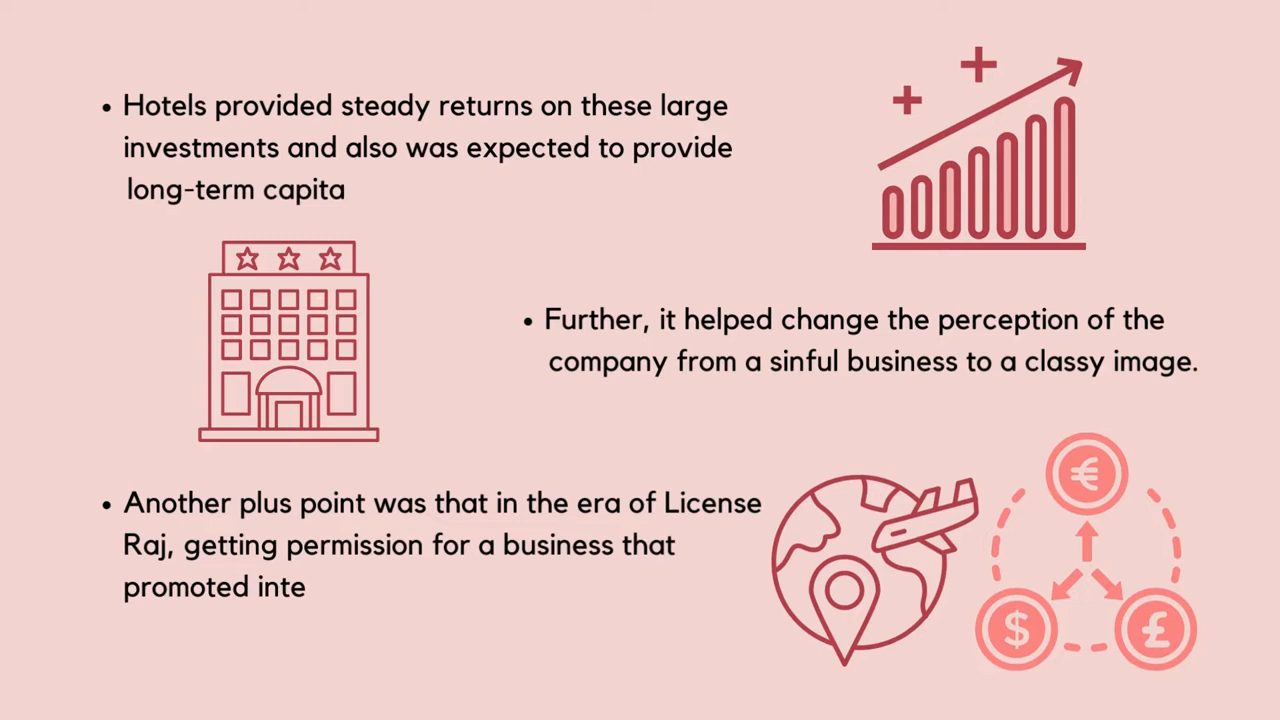 • Hotels provided steady returns on these large
investments and also was expected to provide
long-term capita
• Further, it helped change the perception of the
company from a sinful business to a classy image.
• Another plus point was that in the era of License
Raj, getting permission for a business that
promoted inte
€
$ £